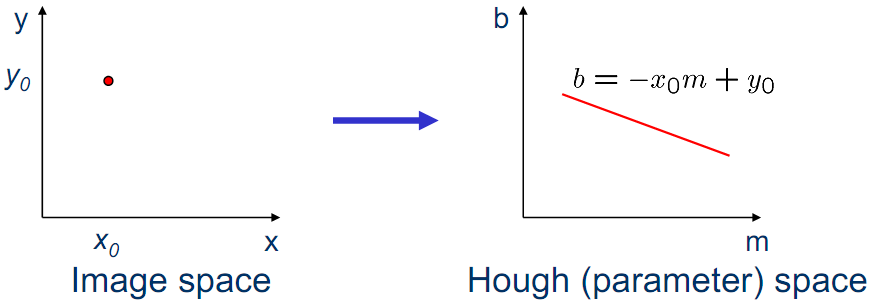 y
y₀
x₀
x
Image space
b
b = −x₀m + y₀
m
Hough (parameter) space